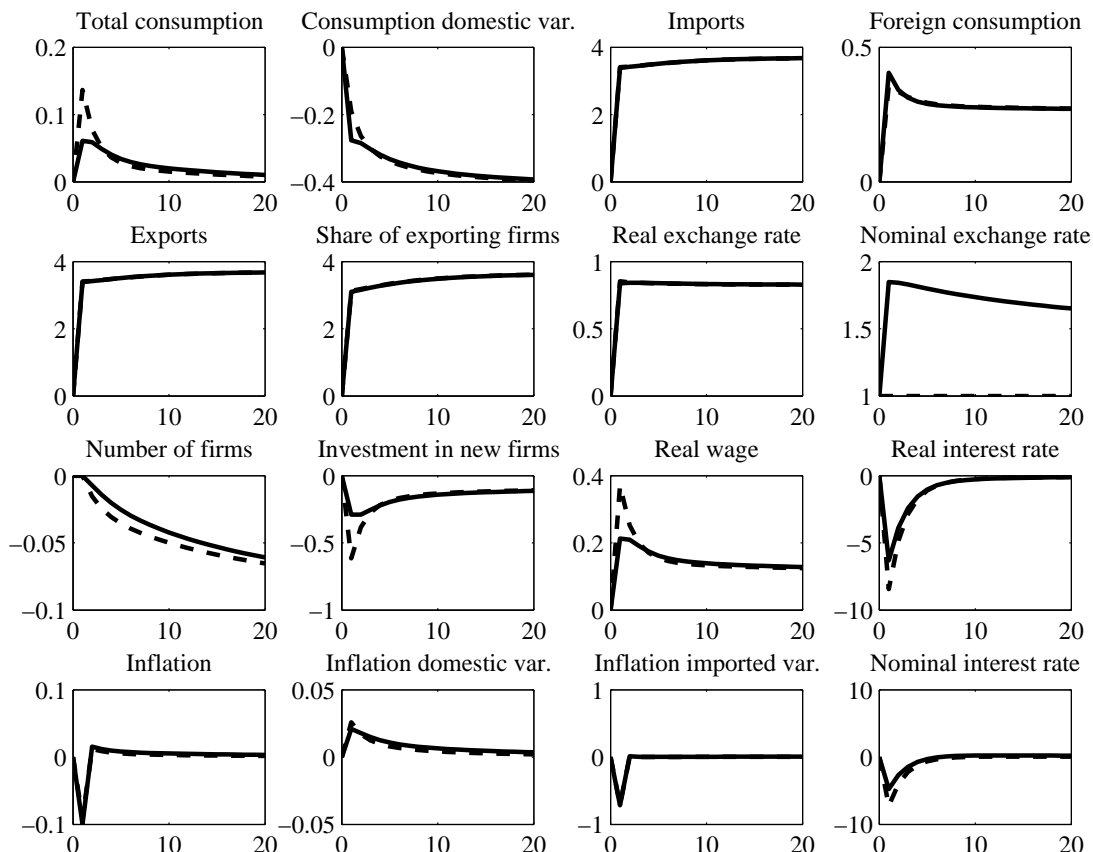 Total consumption
Consumption domestic var.
Imports
Foreign consumption
0.2
0.1
0
0 10 20
0
−0.2
−0.4
0 10 20
4
2
0
0 10 20
0.5
0
0 10 20
Exports
Share of exporting firms
Real exchange rate
Nominal exchange rate
4
2
0
0 10 20
4
2
0
0 10 20
1
0.5
0
0 10 20
2
1.5
1
0 10 20
Number of firms
Investment in new firms
Real wage
Real interest rate
0
−0.05
−0.1
0 10 20
0
−0.5
−1
0 10 20
0.4
0.2
0
0 10 20
0
−5
−10
0 10 20
Inflation
Inflation domestic var.
Inflation imported var.
Nominal interest rate
0.1
0
−0.1
0 10 20
0.05
0
−0.05
0 10 20
1
0
−1
0 10 20
10
0
−10
0 10 20